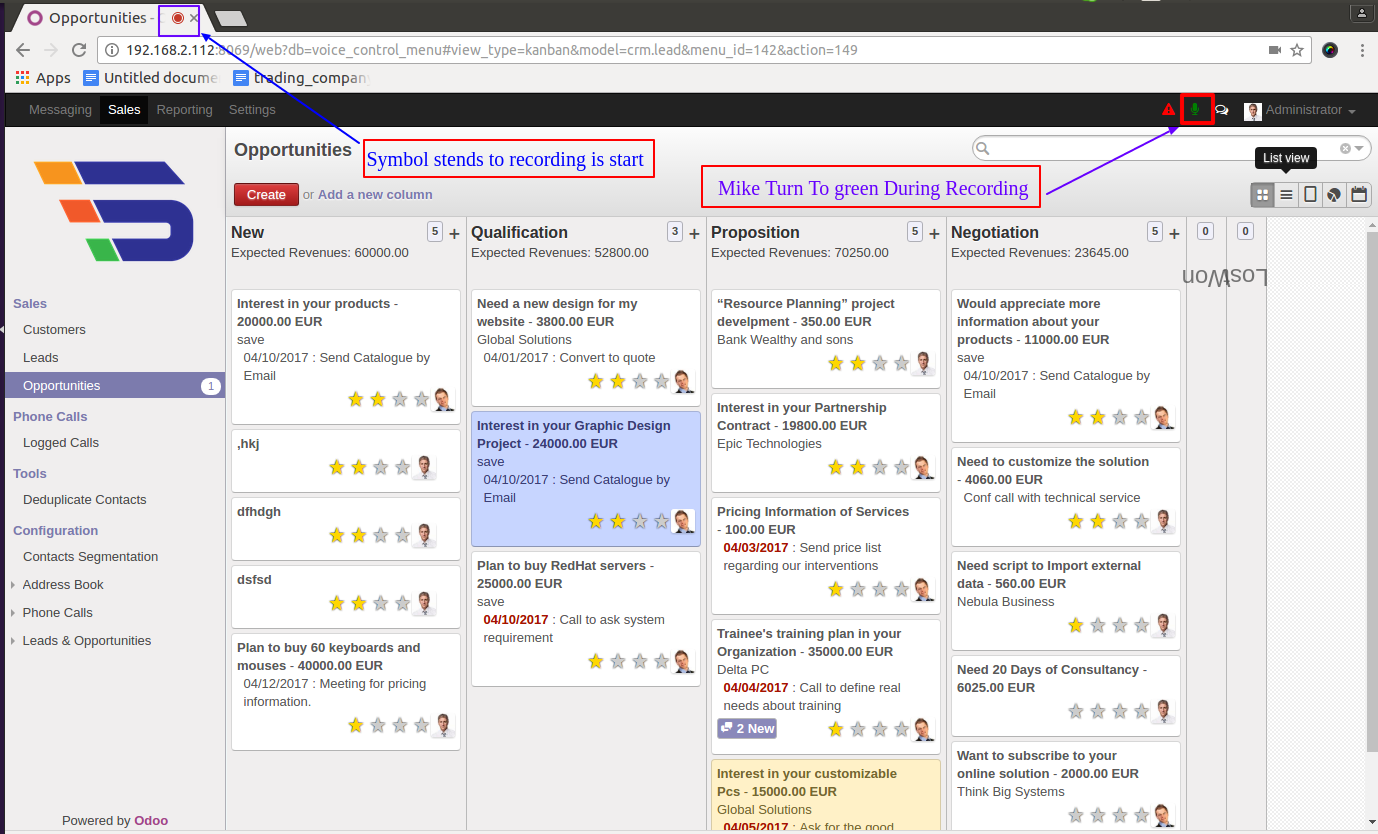 Opportunities -
192.168.2.112:8069/web?db=voice_control_menu#view_type=kanban&model=crm.lead&menu_id=142&action=149
Apps
Untitled docume
trading_company
Messaging Sales Reporting Settings
Administrator
Opportunities
Symbol stends to recording is start
Mike Turn To green During Recording
List view
Create or Add a new column
Sales
Customers
Leads
Opportunities 1
Phone Calls
Logged Calls
Tools
Deduplicate Contacts
Configuration
Contacts Segmentation
Address Book
Phone Calls
Leads & Opportunities
Powered by Odoo
New 5 +
Expected Revenues: 60000.00
Interest in your products -
20000.00 EUR
save
04/10/2017 : Send Catalogue by
Email
,hkj
dfhdgh
dsfsd
Plan to buy 60 keyboards and
mouses - 40000.00 EUR
04/12/2017 : Meeting for pricing
information.
Qualification 3 +
Expected Revenues: 52800.00
Need a new design for my
website - 3800.00 EUR
Global Solutions
04/01/2017 : Convert to quote
Interest in your Graphic Design
Project - 24000.00 EUR
save
04/10/2017 : Send Catalogue by
Email
Plan to buy RedHat servers -
25000.00 EUR
save
04/10/2017 : Call to ask system
requirement
Proposition 5 +
Expected Revenues: 70250.00
“Resource Planning” project
develpment - 350.00 EUR
Bank Wealthy and sons
Interest in your Partnership
Contract - 19800.00 EUR
Epic Technologies
Pricing Information of Services
- 100.00 EUR
04/03/2017 : Send price list
regarding our interventions
Trainee's training plan in your
Organization - 35000.00 EUR
Delta PC
04/04/2017 : Call to define real
needs about training
2 New
Interest in your customizable
Pcs - 15000.00 EUR
Global Solutions
04/05/2017 : Ask for the good
Negotiation 5 +
Expected Revenues: 23645.00
Would appreciate more
information about your
products - 11000.00 EUR
save
04/10/2017 : Send Catalogue by
Email
Need to customize the solution
- 4060.00 EUR
Conf call with technical service
Need script to Import external
data - 560.00 EUR
Nebula Business
Need 20 Days of Consultancy -
6025.00 EUR
Want to subscribe to your
online solution - 2000.00 EUR
Think Big Systems
0
Won
0
Lost